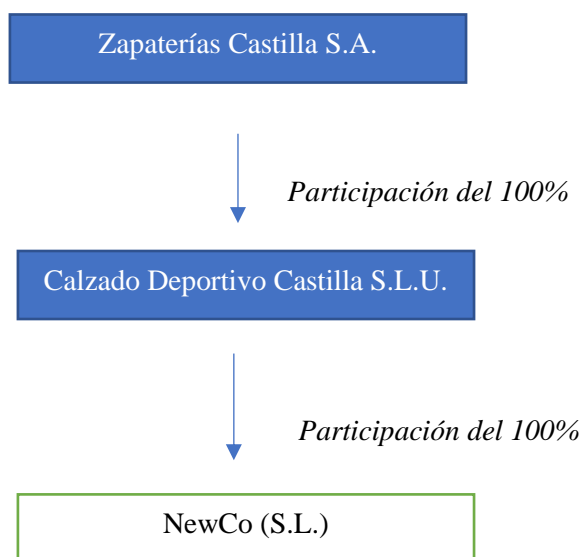 Zapaterías Castilla S.A.
Participación del 100%
Calzado Deportivo Castilla S.L.U.
Participación del 100%
NewCo (S.L.)